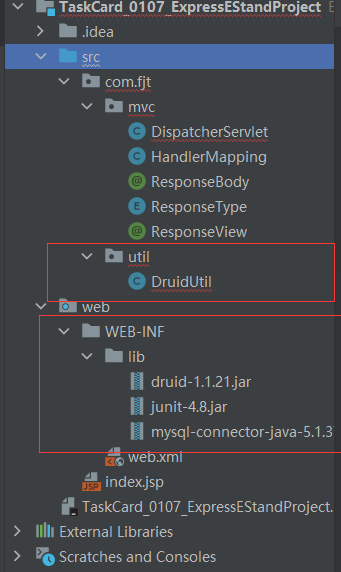 TaskCard_0107_ExpressEStandProject
.idea
src
com.fjt
mvc
DispatcherServlet
HandlerMapping
ResponseBody
ResponseType
ResponseView
util
DruidUtil
web
WEB-INF
lib
druid-1.1.21.jar
junit-4.8.jar
mysql-connector-java-5.1.3
web.xml
index.jsp
TaskCard_0107_ExpressEStandProject.
External Libraries
Scratches and Consoles